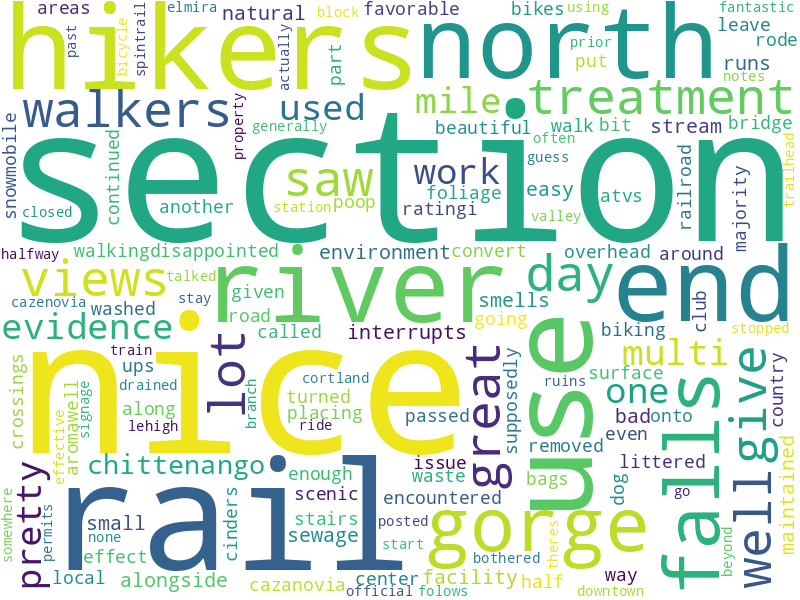 areas
past
bicycle
spintrail
elmira
natural
block
favorable
bikes
using
fantastic
leave
rode
hikers
actually
part
north
prior
put
day
runs
notes
walkers
used
mile
treatment
snowmobile
continued
property
generally
beautiful
walk
bit
stream
bridge
often
section
closed
another
saw
station
poop
work
foliage
ratingi
guess
easy
valley
atvs
railroad
majority
trailhead
halfway
walking
disappointed
environment
convert
overhead
around
views
talked
river
given
road
smells
going
end
club
stopped
cazenovia
washed
stay
evidence
called
interrupts
biking
train
ups
drained
nice
lot
cortland
great
supposedly
use
ruins
surface
multi
one
falls
give
country
crossings
effective
aromawell
signage
along
lehigh
branch
turned
placing
ride
passed
removed
bad
onto
even
chittenango
enough
issue
waste
bags
dog
littered
go
well
maintained
somewhere
pretty
permits
rail
small
none
cinders
scenic
stairs
sewage
encountered
posted
start
gorge
bothered
theres
beyond
effect
local
alongside
cazanovia
center
official
facility
folows
half
way
downtown